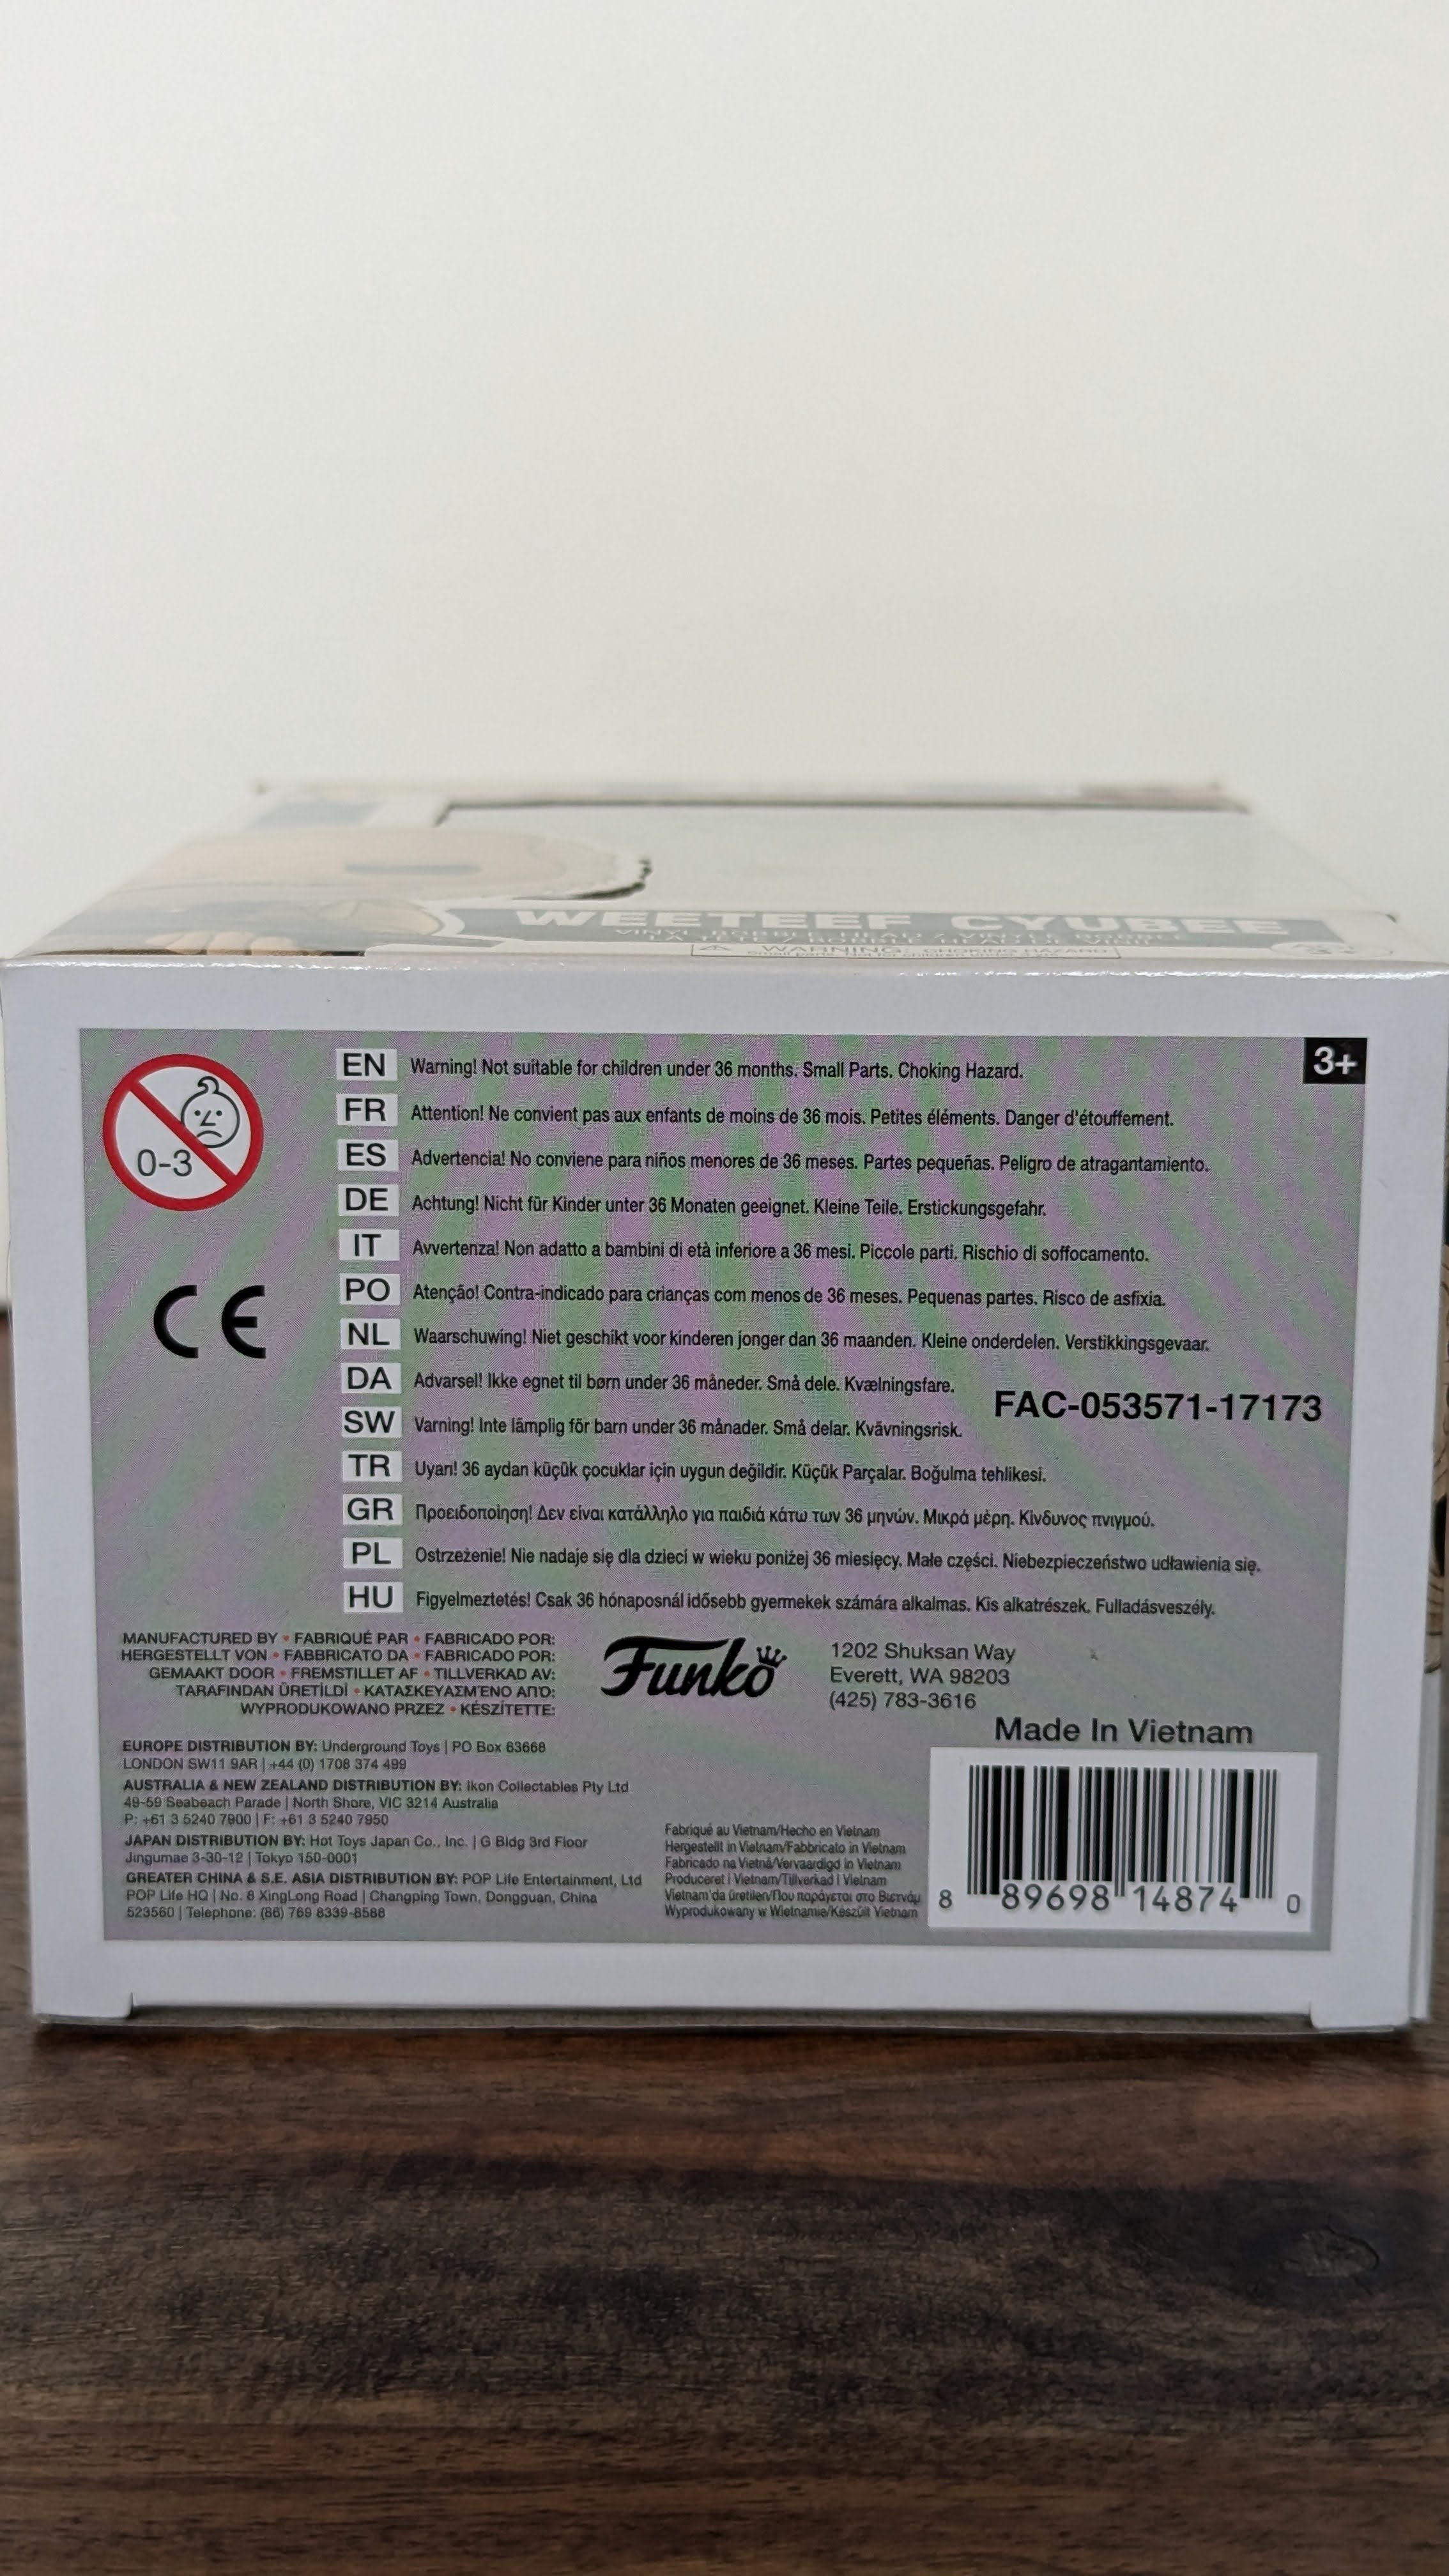 WEETEEF CYUBEE
VINYL BOBBLE-HEAD / VINYLE BOBBLE
LA TÊTE / BOBBLE HEAD DE VINIL
WARNING: CHOKING HAZARD
3+
0-3
EN Warning! Not suitable for children under 36 months. Small Parts. Choking Hazard.
FR Attention! Ne convient pas aux enfants de moins de 36 mois. Petites éléments. Danger d'étouffement.
ES Advertencia! No conviene para niños menores de 36 meses. Partes pequeñas. Peligro de atragantamiento.
DE Achtung! Nicht für Kinder unter 36 Monaten geeignet. Kleine Teile. Erstickungsgefahr.
IT Avvertenza! Non adatto a bambini di età inferiore a 36 mesi. Piccole parti. Rischio di soffocamento.
CE
PO Atenção! Contra-indicado para crianças com menos de 36 meses. Pequenas partes. Risco de asfixia.
NL Waarschuwing! Niet geschikt voor kinderen jonger dan 36 maanden. Kleine onderdelen. Verstikkingsgevaar.
DA Advarsel! Ikke egnet til børn under 36 måneder. Små dele. Kvælningsfare.
FAC-053571-17173
SW Varning! Inte lämplig för barn under 36 månader. Små delar. Kvävningsrisk.
TR Uyarı! 36 aydan küçük çocuklar için uygun değildir. Küçük Parçalar. Boğulma tehlikesi.
GR Προειδοποίηση! Δεν είναι κατάλληλο για παιδιά κάτω των 36 μηνών. Μικρά μέρη. Κίνδυνος πνιγμού.
PL Ostrzeżenie! Nie nadaje się dla dzieci w wieku poniżej 36 miesięcy. Małe części. Niebezpieczeństwo udławienia się.
HU Figyelmeztetés! Csak 36 hónaposnál idősebb gyermekek számára alkalmas. Kis alkatrészek. Fulladásveszély.
MANUFACTURED BY • FABRIQUÉ PAR • FABRICADO POR:
HERGESTELLT VON • FABBRICATO DA • FABRICADO POR:
GEMAAKT DOOR • FREMSTILLET AF • TILLVERKAD AV:
TARAFINDAN ÜRETİLDİ • ΚΑΤΑΣΚΕΥΑΣΜΈΝΟ ΑΠΌ:
WYPRODUKOWANO PRZEZ • KÉSZÍTETTE:
Funko
1202 Shuksan Way
Everett, WA 98203
(425) 783-3616
Made In Vietnam
EUROPE DISTRIBUTION BY: Underground Toys | PO Box 63668
LONDON SW11 9AR | +44 (0) 1708 374 499
AUSTRALIA & NEW ZEALAND DISTRIBUTION BY: Ikon Collectables Pty Ltd
49-59 Seabeach Parade | North Shore, VIC 3214 Australia
P: +61 3 5240 7900 | F: +61 3 5240 7950
JAPAN DISTRIBUTION BY: Hot Toys Japan Co., Inc. | G Bldg 3rd Floor
Jingumae 3-30-12 | Tokyo 150-0001
GREATER CHINA & S.E. ASIA DISTRIBUTION BY: POP Life Entertainment, Ltd
POP Life HQ | No. 8 XingLong Road | Changping Town, Dongguan, China
523560 | Telephone: (86) 769 8339-8588
Fabriqué au Vietnam/Hecho en Vietnam
Hergestellt in Vietnam/Fabbricato in Vietnam
Fabricado na Vietnã/Vervaardigd in Vietnam
Produceret i Vietnam/Tillverkad i Vietnam
Vietnam'da üretilen/Που παράγεται στο Βιετνάμ
Wyprodukowany w Wietnamie/Készült Vietnam
8 89698 14874 0